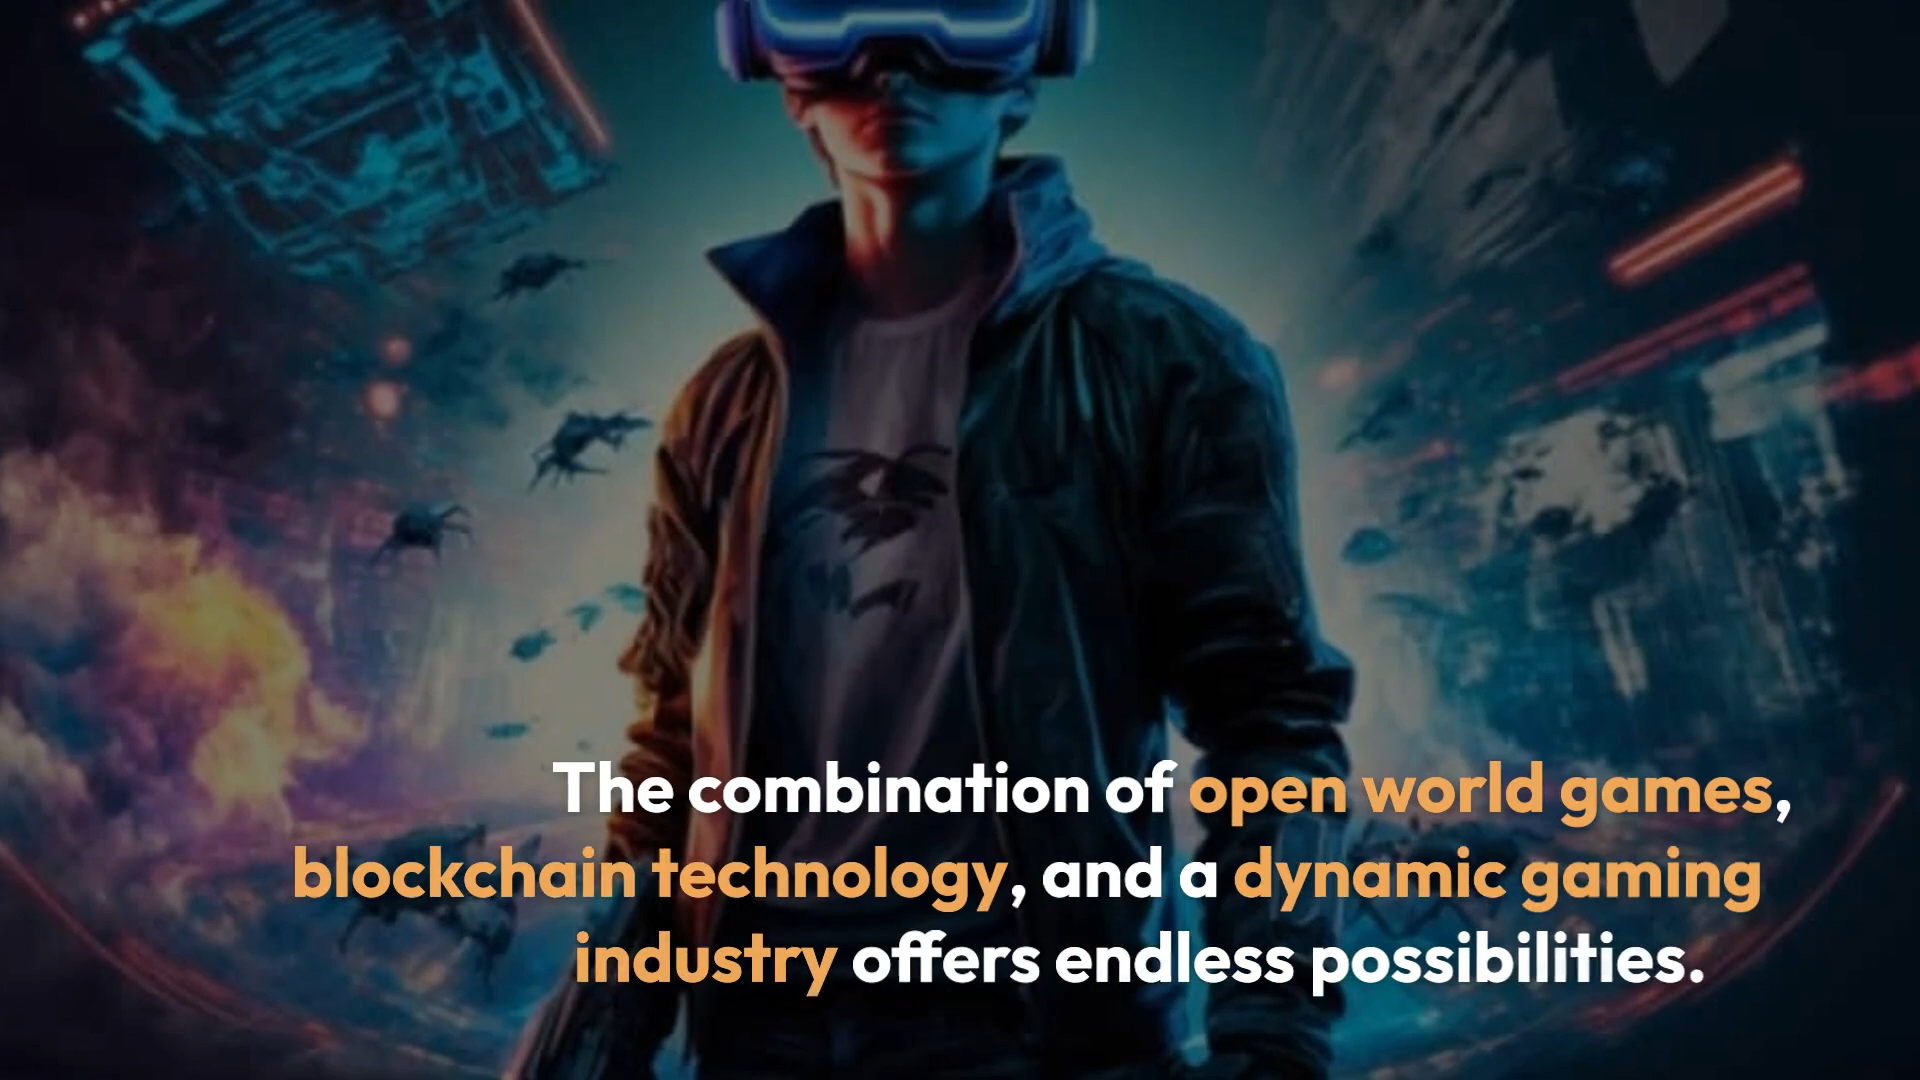 The combination of open world games,
blockchain technology, and a dynamic gaming
industry offers endless possibilities.